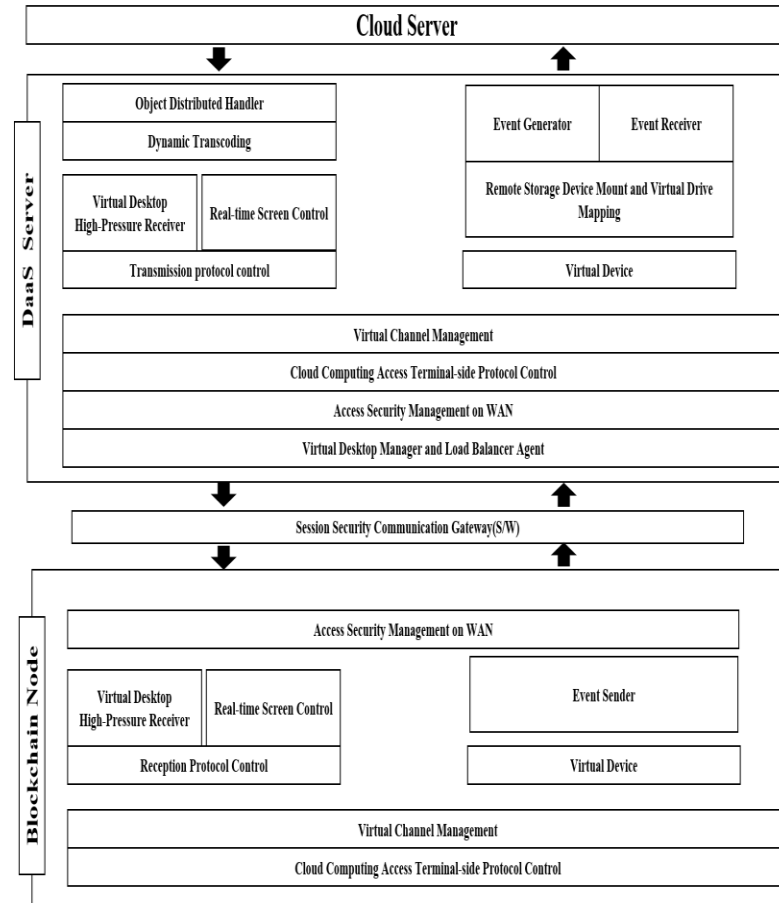 Cloud Server
DaaS Server
Object Distributed Handler
Dynamic Transcoding
Virtual Desktop
High-Pressure Receiver
Real-time Screen Control
Transmission protocol control
Event Generator
Event Receiver
Remote Storage Device Mount and Virtual Drive
Mapping
Virtual Device
Virtual Channel Management
Cloud Computing Access Terminal-side Protocol Control
Access Security Management on WAN
Virtual Desktop Manager and Load Balancer Agent
Session Security Communication Gateway(S/W)
Blockchain Node
Access Security Management on WAN
Virtual Desktop
High-Pressure Receiver
Real-time Screen Control
Reception Protocol Control
Event Sender
Virtual Device
Virtual Channel Management
Cloud Computing Access Terminal-side Protocol Control